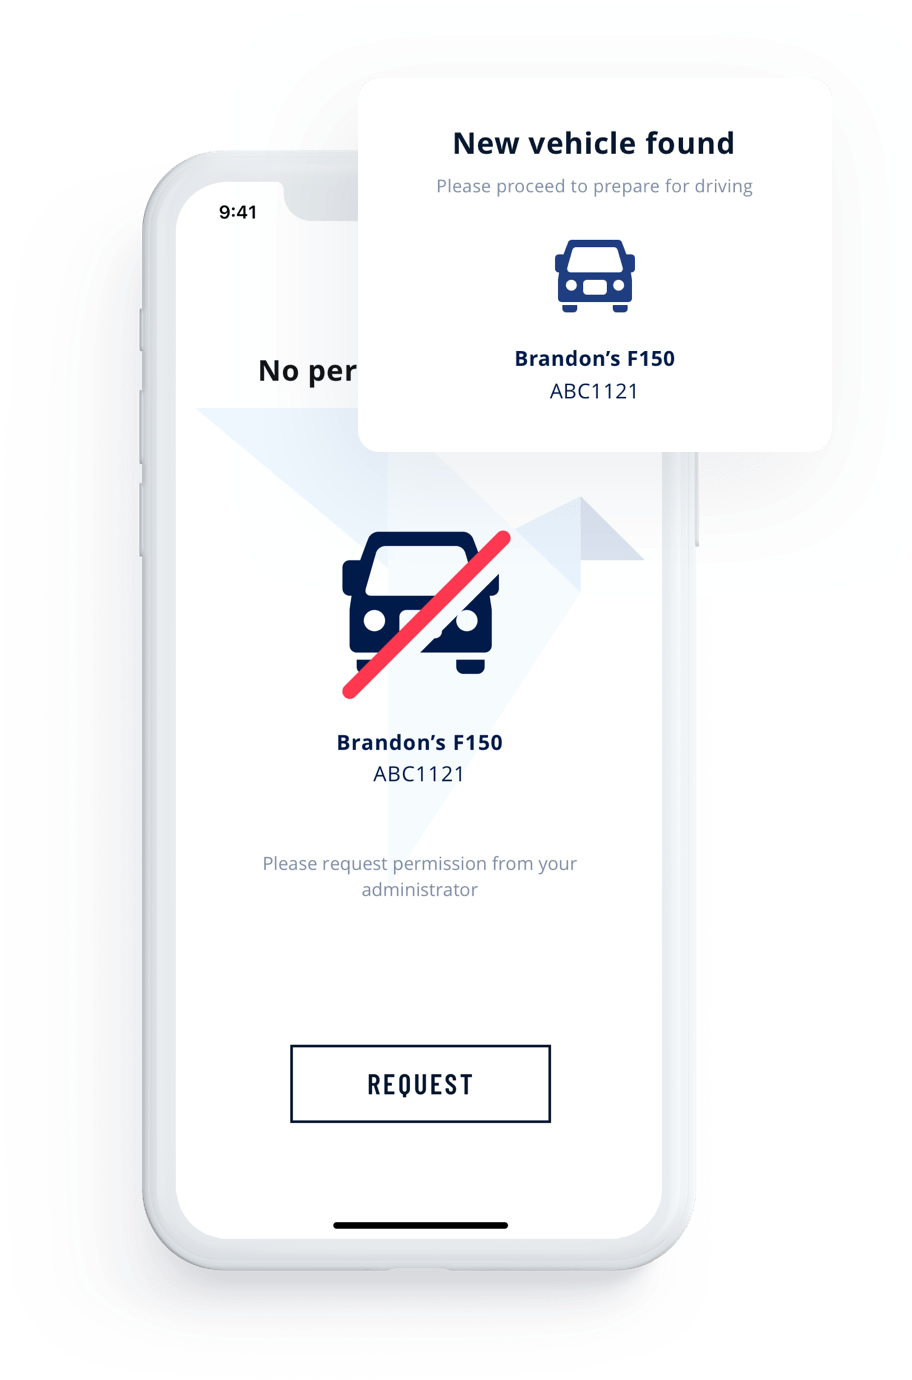 New vehicle found
Please proceed to prepare for driving
Brandon’s F150
ABC1121
9:41
No per
Brandon’s F150
ABC1121
Please request permission from your
administrator
REQUEST